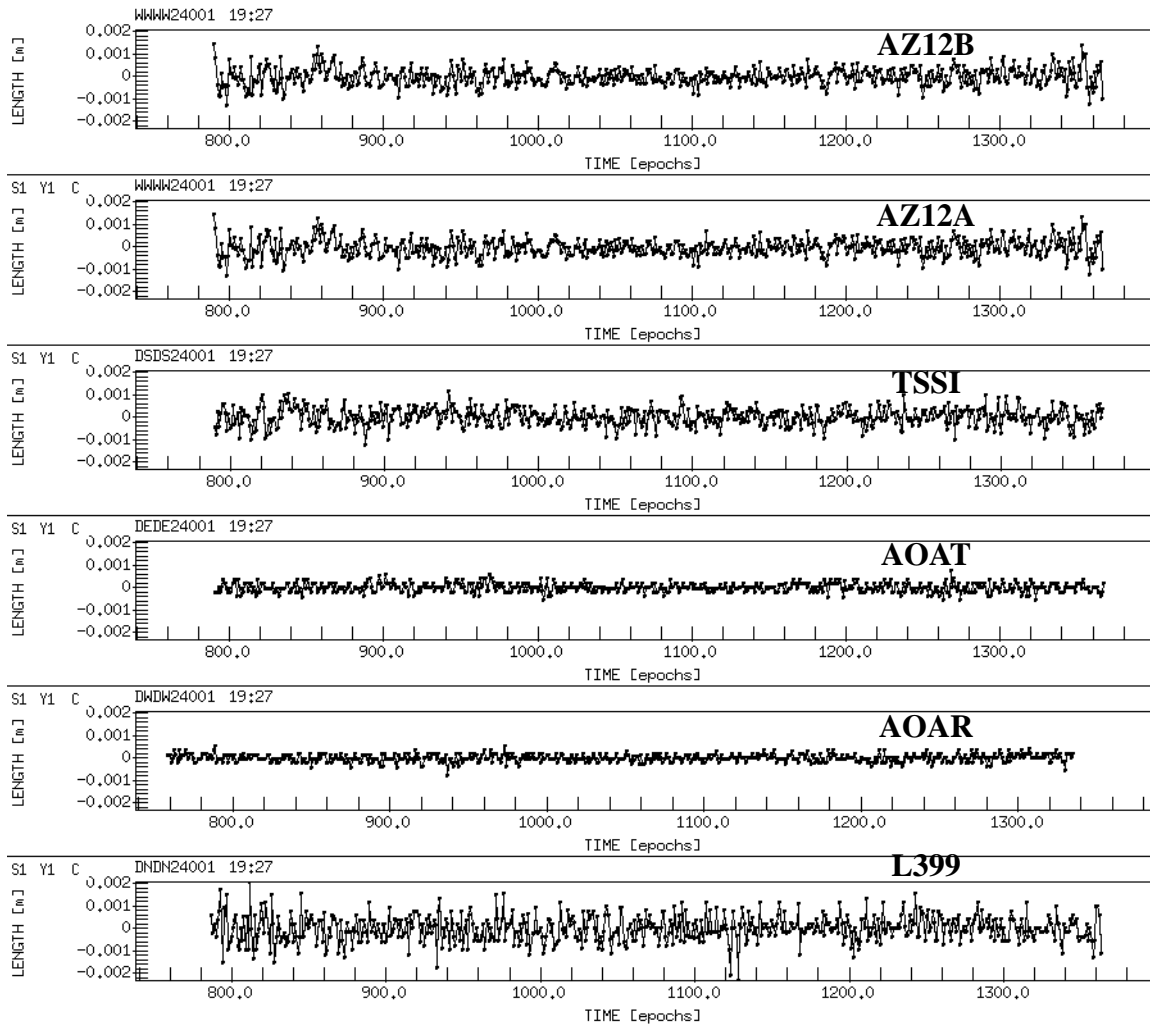 WWWW24001 19:27
AZ12B
LENGTH [m]
0.002
0.001
0
-0.001
-0.002
800.0 900.0 1000.0 1100.0 1200.0 1300.0
TIME [epochs]
S1 Y1 C WWWW24001 19:27
AZ12A
LENGTH [m]
0.002
0.001
0
-0.001
-0.002
800.0 900.0 1000.0 1100.0 1200.0 1300.0
TIME [epochs]
S1 Y1 C DSDS24001 19:27
TSSI
LENGTH [m]
0.002
0.001
0
-0.001
-0.002
800.0 900.0 1000.0 1100.0 1200.0 1300.0
TIME [epochs]
S1 Y1 C DEDE24001 19:27
AOAT
LENGTH [m]
0.002
0.001
0
-0.001
-0.002
800.0 900.0 1000.0 1100.0 1200.0 1300.0
TIME [epochs]
S1 Y1 C DWDW24001 19:27
AOAR
LENGTH [m]
0.002
0.001
0
-0.001
-0.002
800.0 900.0 1000.0 1100.0 1200.0 1300.0
TIME [epochs]
S1 Y1 C DNDN24001 19:27
L399
LENGTH [m]
0.002
0.001
0
-0.001
-0.002
800.0 900.0 1000.0 1100.0 1200.0 1300.0
TIME [epochs]